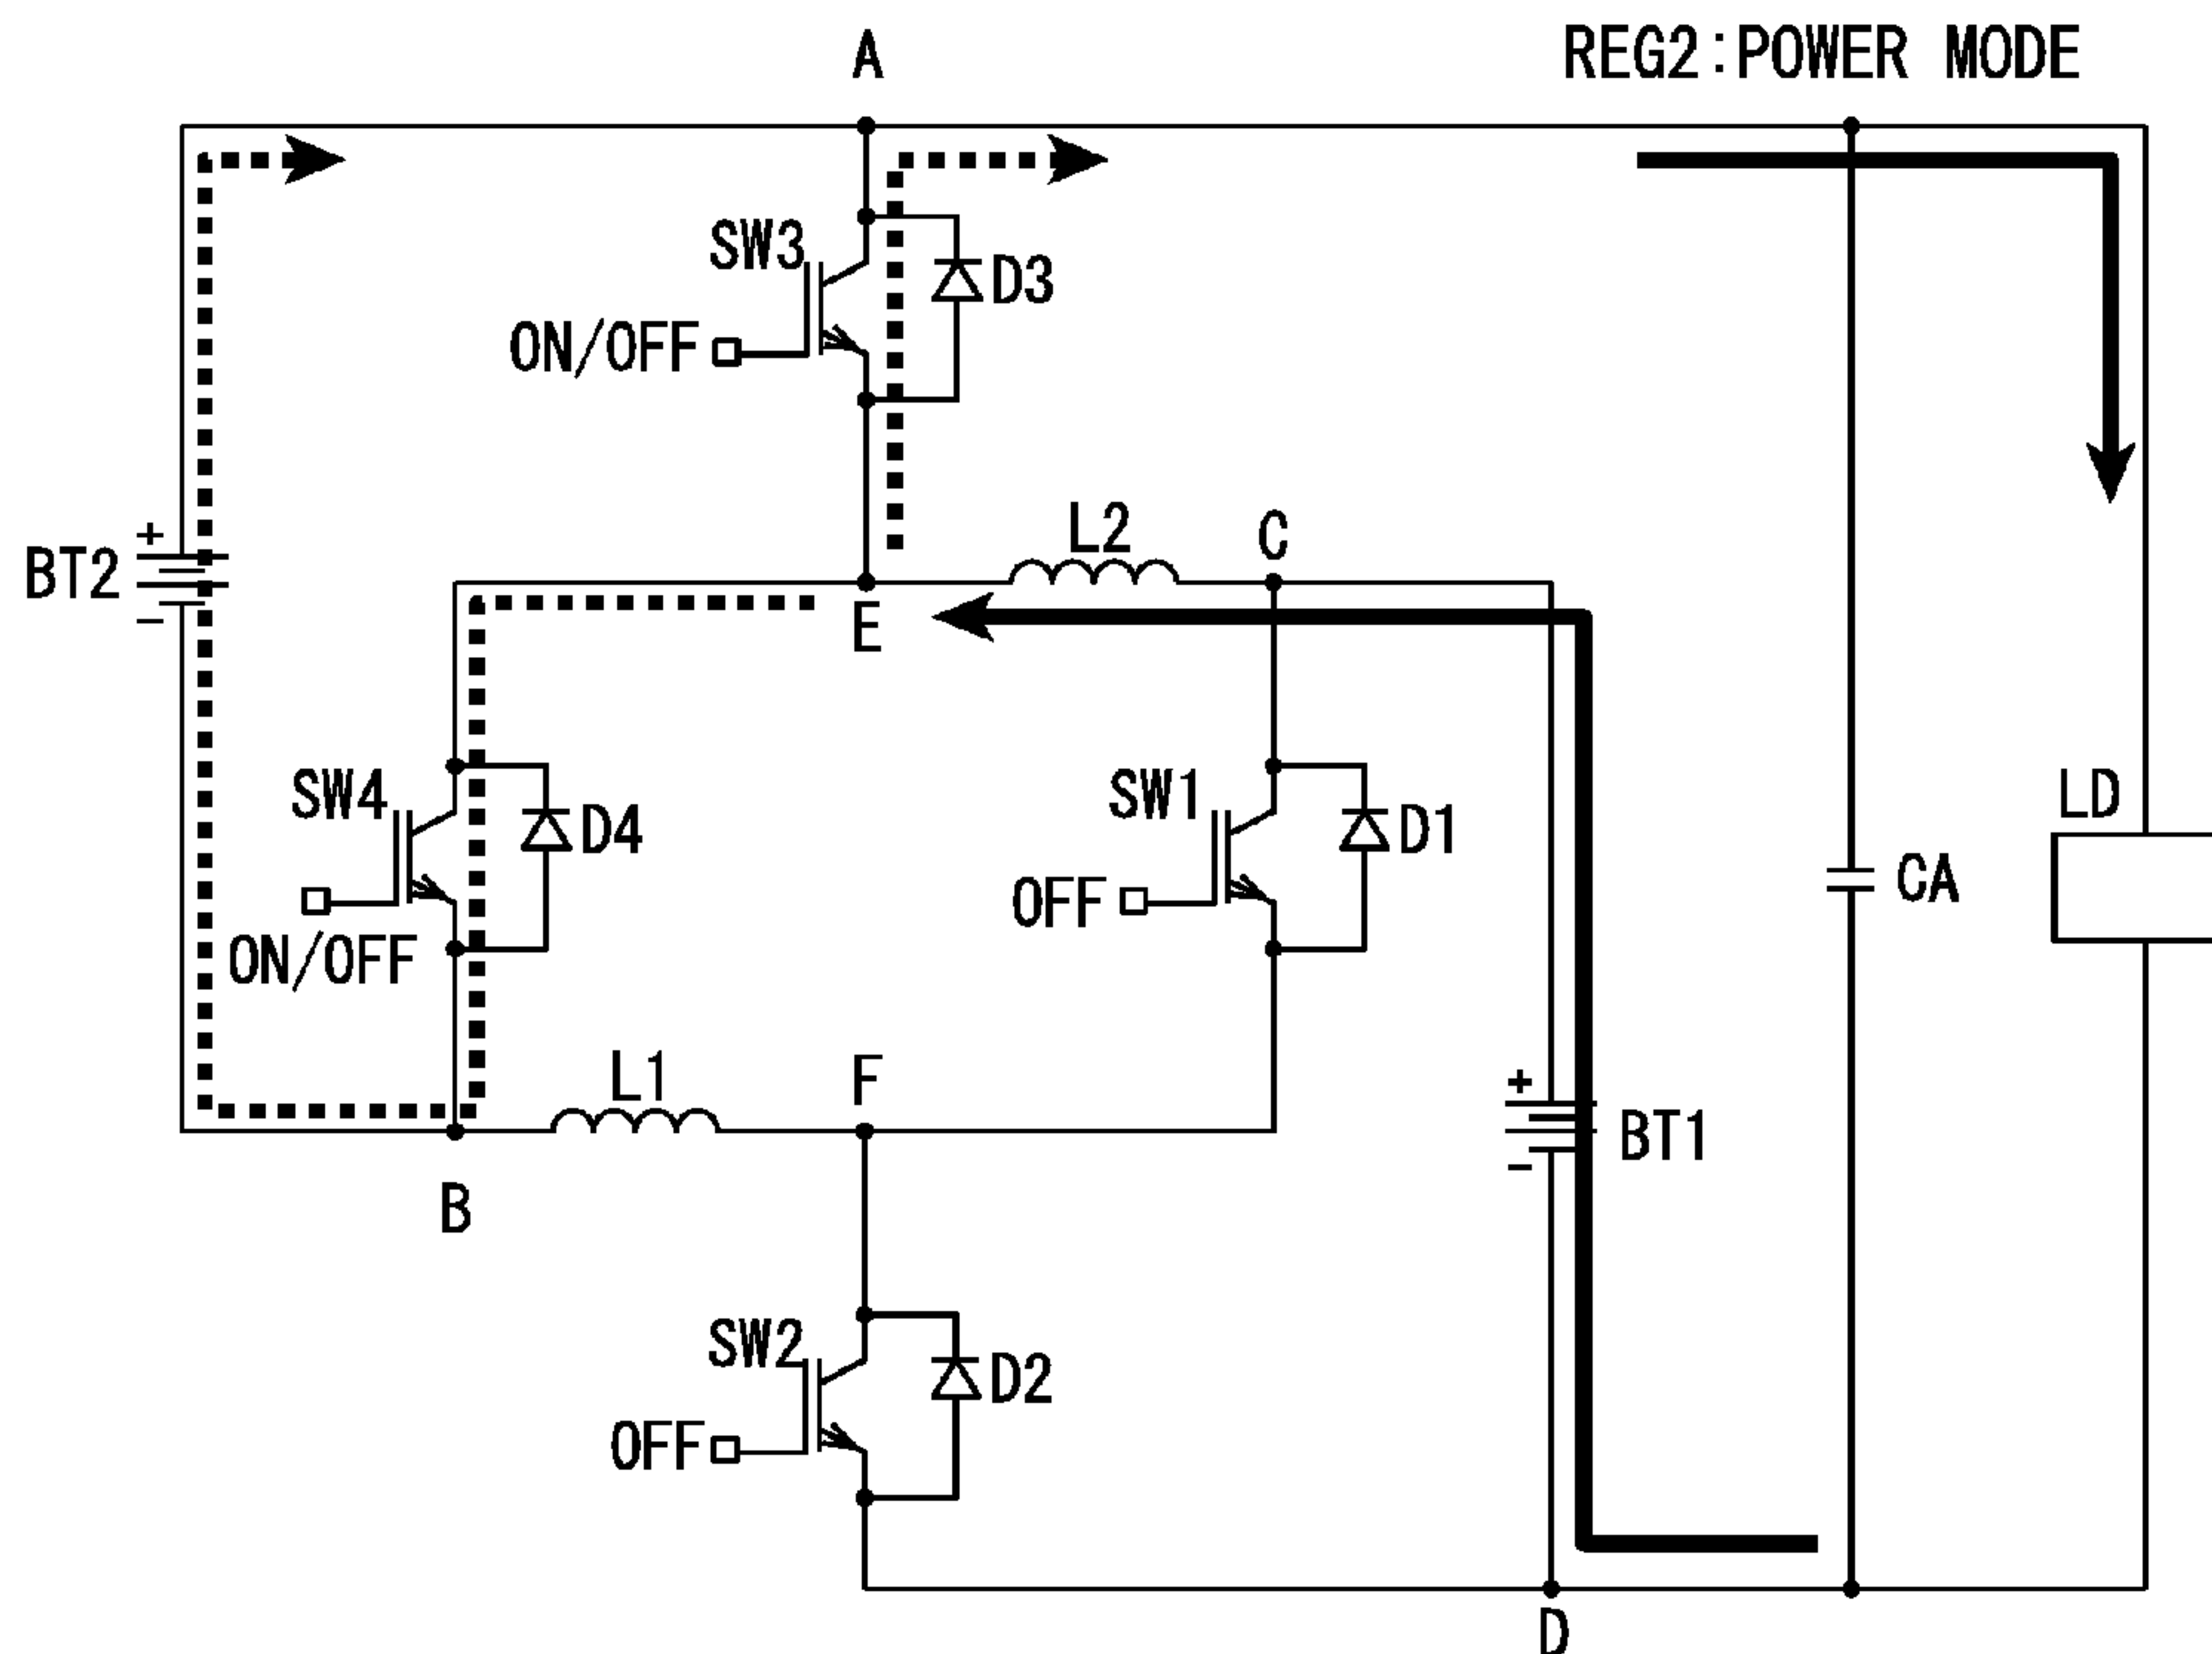 A
REG2:POWER MODE
SW3
D3
ON/OFF
L2
C
+
BT2
−
E
SW4
D4
SW1
D1
LD
OFF
CA
ON/OFF
L1
F
+
BT1
−
B
SW2
D2
OFF
D